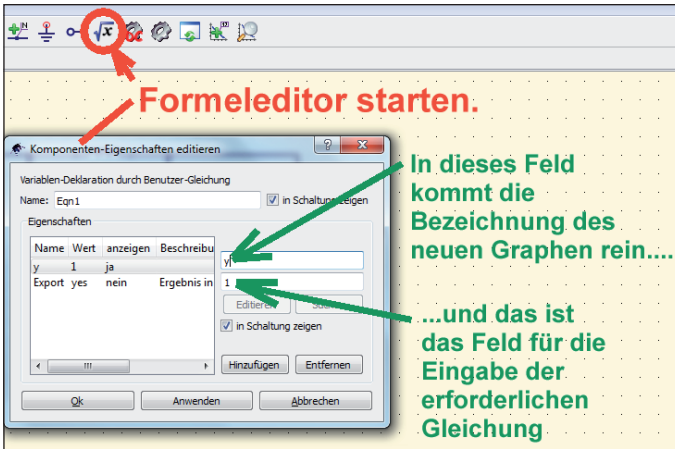 √x
Formeleditor starten.
Komponenten-Eigenschaften editieren
Variablen-Deklaration durch Benutzer-Gleichung
Name: Eqn1
in Schaltung zeigen
Eigenschaften
Name Wert anzeigen Beschreibu
y 1 ja
Export yes nein Ergebnis in
y
1
Editieren
in Schaltung zeigen
Hinzufügen Entfernen
Ok Anwenden Abbrechen
In dieses Feld
kommt die
Bezeichnung des
neuen Graphen rein....
...und das ist
das Feld für die
Eingabe der
erforderlichen
Gleichung